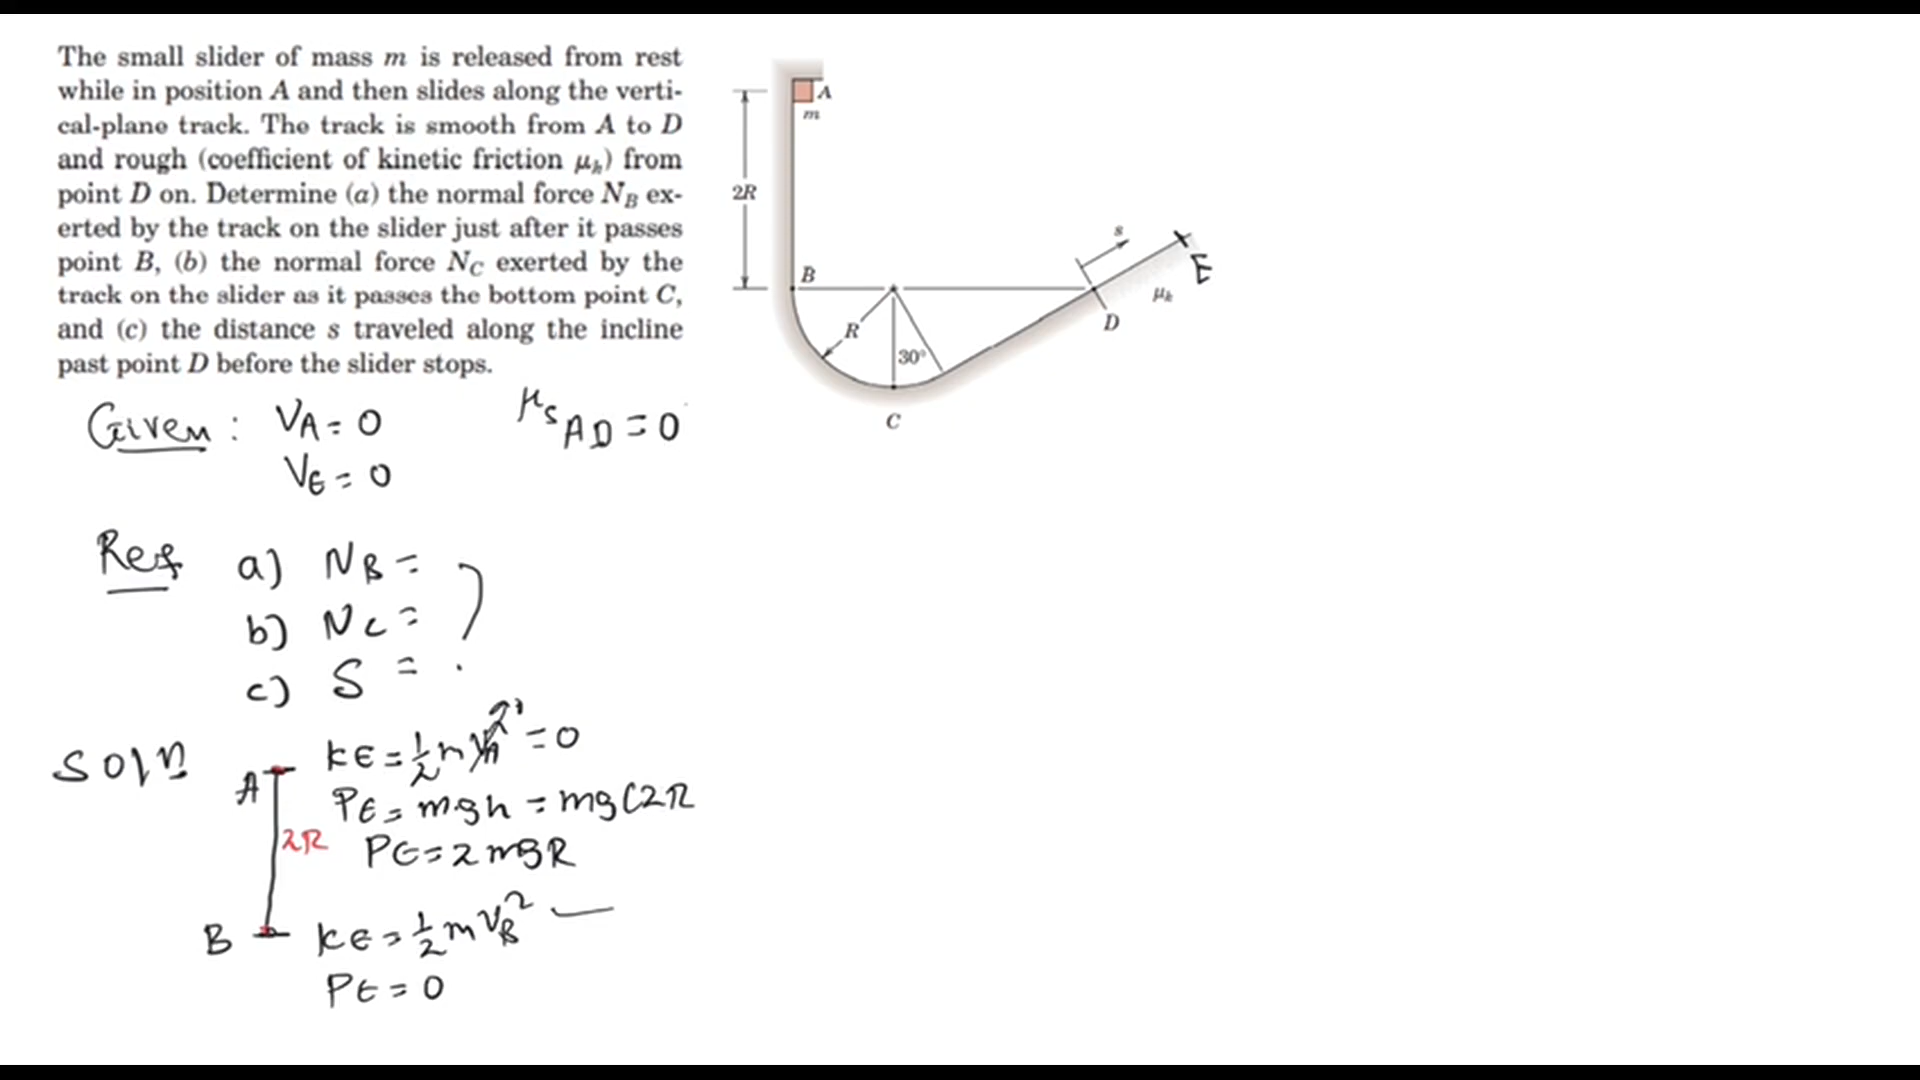 The small slider of mass m is released from rest
while in position A and then slides along the verti-
cal-plane track. The track is smooth from A to D
and rough (coefficient of kinetic friction μk) from
point D on. Determine (a) the normal force NB ex-
erted by the track on the slider just after it passes
point B, (b) the normal force NC exerted by the
track on the slider as it passes the bottom point C,
and (c) the distance s traveled along the incline
past point D before the slider stops.
A
m
2R
B
R
30°
C
s
D
μk
E
Given: VA = 0
μs AD = 0
VE = 0
a) NB =
b) NC = ?
c) S =
Soln
A
KE = 1/2 m VA² = 0
PE = mgh = mg(2R
2R
PE = 2mgR
B
KE = 1/2 m VB²
PE = 0